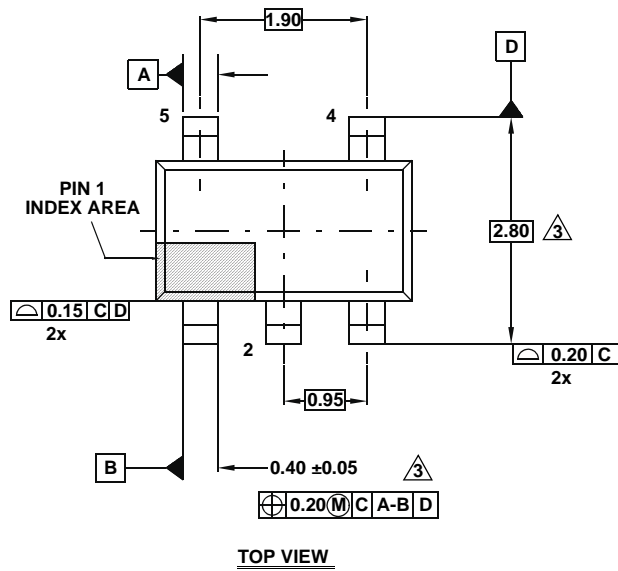 1.90
D
A
5
4
PIN 1
INDEX AREA
2.80 3
⌓ 0.15 C D
2x
2
⌓ 0.20 C
2x
0.95
B
0.40 ±0.05 3
⌖ 0.20 Ⓜ C A-B D
TOP VIEW